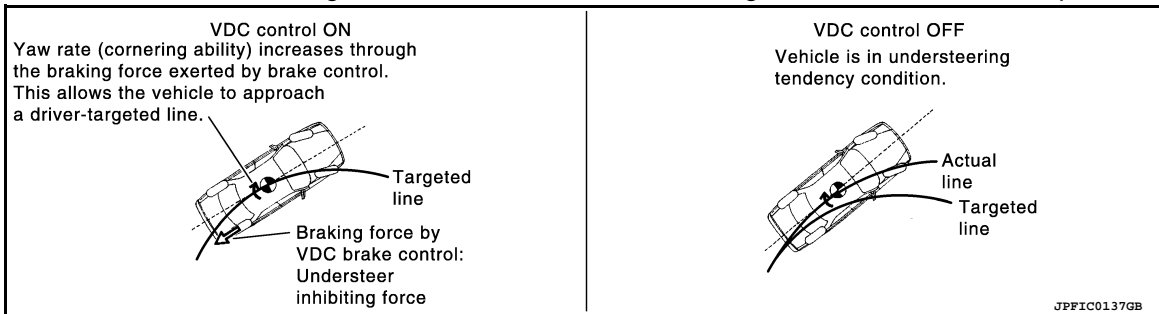 VDC control ON
Yaw rate (cornering ability) increases through
the braking force exerted by brake control.
This allows the vehicle to approach
a driver-targeted line.
Targeted
line
Braking force by
VDC brake control:
Understeer
inhibiting force
VDC control OFF
Vehicle is in understeering
tendency condition.
Actual
line
Targeted
line
JPFIC0137GB